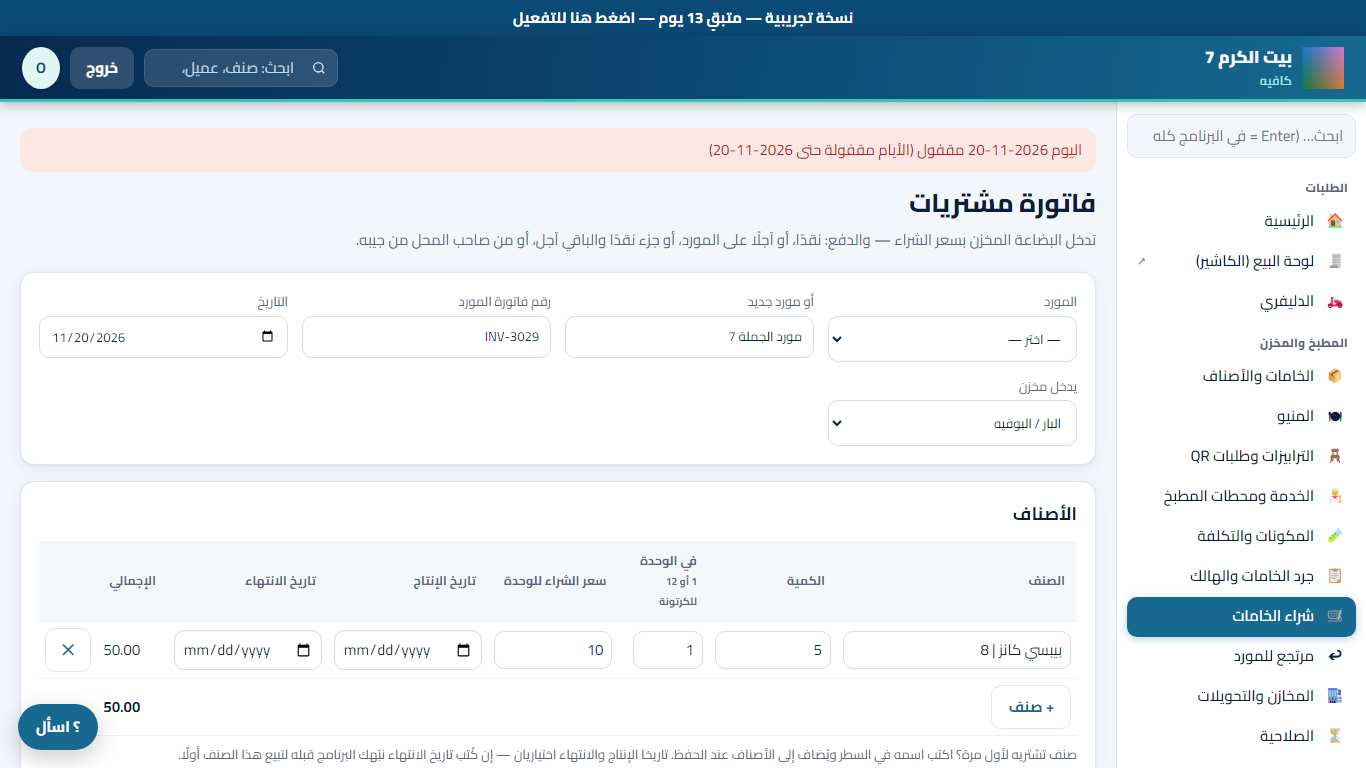 نسخة تجريبية — متبقٍ 13 يوم — اضغط هنا للتفعيل
بيت الكرم 7
كافيه
ابحث: صنف، عميل،
خروج
O
ابحث... (Enter = في البرنامج كله
الطلبات
الرئيسية
لوحة البيع (الكاشير)
الدليفري
المطبخ والمخزن
الخامات والأصناف
المنيو
الترابيزات وطلبات QR
الخدمة ومحطات المطبخ
المكونات والتكلفة
جرد الخامات والهالك
شراء الخامات
مرتجع للمورد
المخازن والتحويلات
الصلاحية
اليوم 2026-11-20 مقفول (الأيام مقفولة حتى 2026-11-20)
فاتورة مشتريات
تدخل البضاعة المخزن بسعر الشراء — والدفع: نقدًا، أو آجلًا على المورد، أو جزء نقدًا والباقي آجل، أو من صاحب المحل من جيبه.
المورد
أو مورد جديد
رقم فاتورة المورد
التاريخ
— اختر —
مورد الجملة 7
INV-3029
11/20/2026
يدخل مخزن
البار / البوفيه
الأصناف
الصنف
الكمية
في الوحدة
1 أو 12
للكرتونة
سعر الشراء للوحدة
تاريخ الإنتاج
تاريخ الانتهاء
الإجمالي
بيبسي كانز | 8
5
1
10
mm/dd/yyyy
mm/dd/yyyy
50.00
+ صنف
50.00
صنف تشتريه لأول مرة؟ اكتب اسمه في السطر ويُضاف إلى الأصناف عند الحفظ. تاريخا الإنتاج والانتهاء اختياريان — إن كُتب تاريخ الانتهاء نبّهك البرنامج قبله لتبيع هذا الصنف أولًا.
؟ اسأل